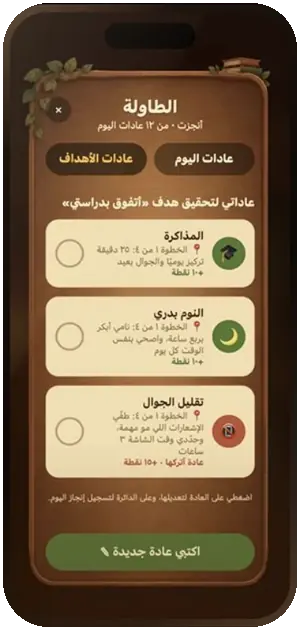 الطاولة
أنجزت ٠ من ١٢ عادات اليوم
عادات اليوم
عادات الأهداف
عاداتي لتحقيق هدف «أتفوق بدراستي»
المذاكرة
📍 الخطوة ١ من ٤: ٢٥ دقيقة
تركيز يوميًا والجوال بعيد
+١٠ نقطة
النوم بدري
📍 الخطوة ١ من ٤: نامي أبكر
بربع ساعة، واصحي بنفس
الوقت كل يوم
+١٠ نقطة
تقليل الجوال
📍 الخطوة ١ من ٤: طفّي
الإشعارات اللي مو مهمة،
وحدّدي وقت الشاشة ٣
ساعات
عادة أتركها · +١٥ نقطة
اضغطي على العادة لتعديلها، وعلى الدائرة لتسجيل إنجاز اليوم.
اكتبي عادة جديدة ✎